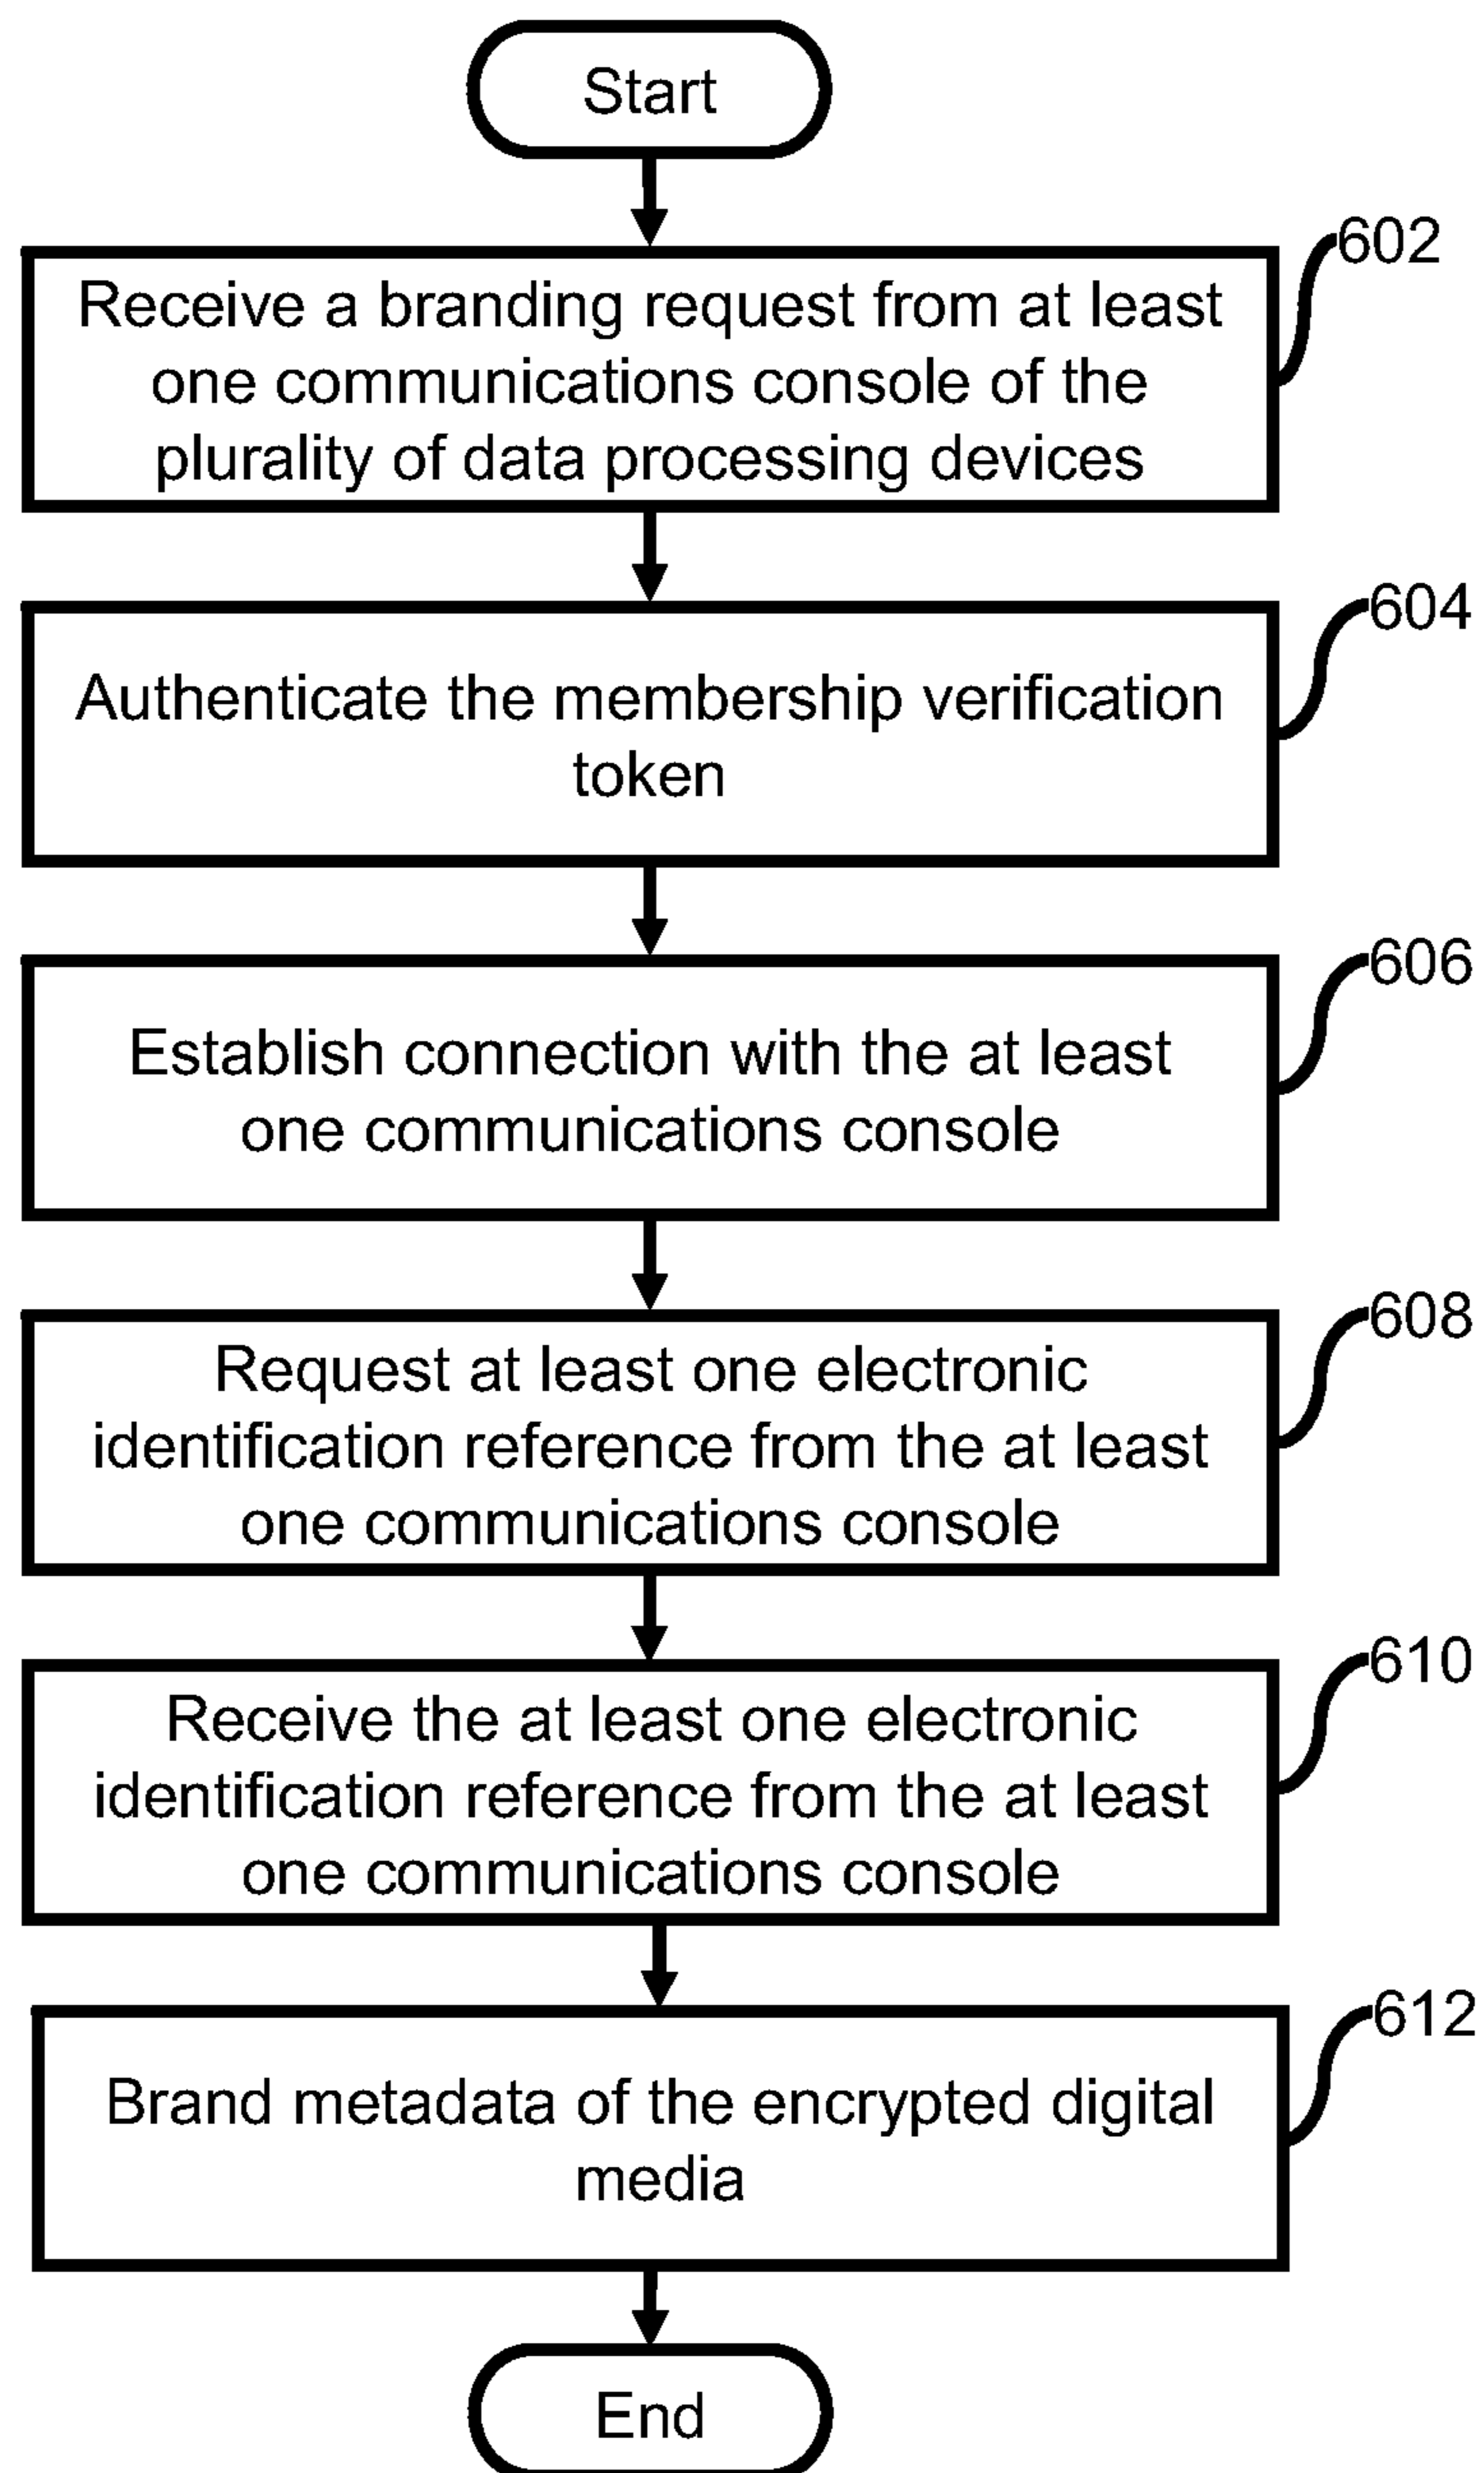 Start
602
Receive a branding request from at least
one communications console of the
plurality of data processing devices
604
Authenticate the membership verification
token
606
Establish connection with the at least
one communications console
608
Request at least one electronic
identification reference from the at least
one communications console
610
Receive the at least one electronic
identification reference from the at least
one communications console
612
Brand metadata of the encrypted digital
media
End